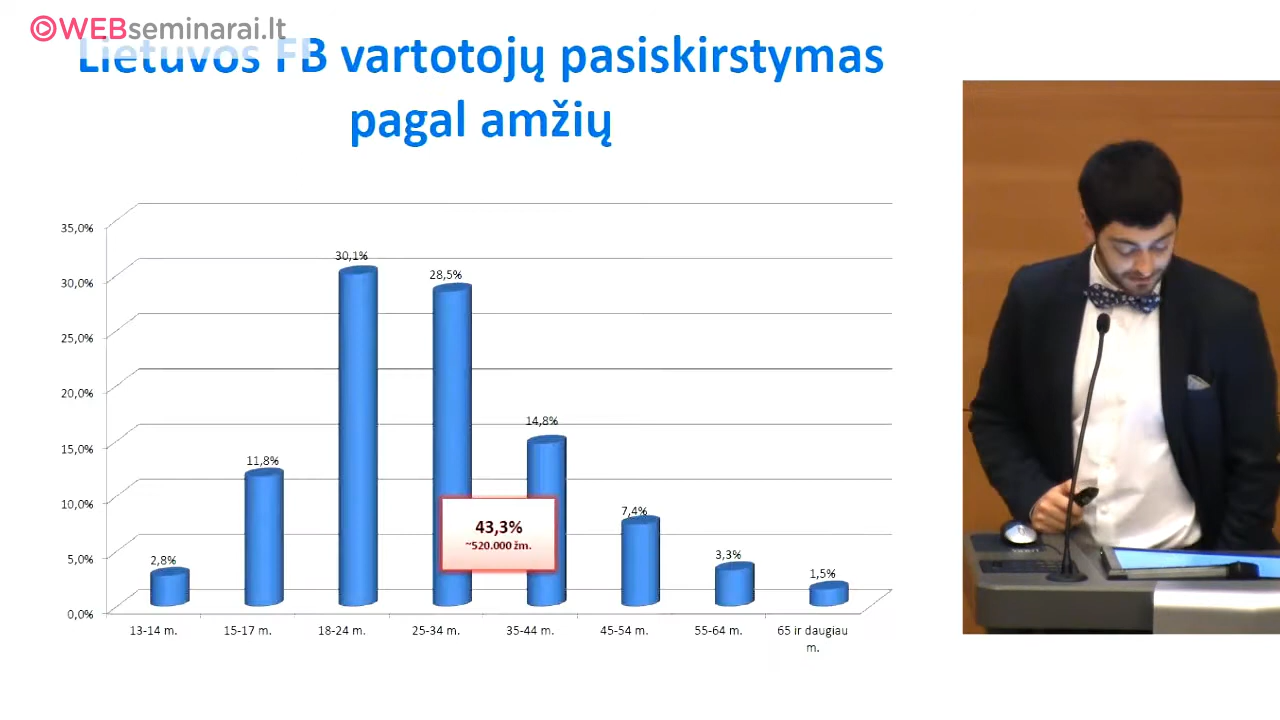 WEBseminarai.lt
Lietuvos FB vartotojų pasiskirstymas
pagal amžių
35,0%
30,0%
25,0%
20,0%
15,0%
10,0%
5,0%
0,0%
2,8%
11,8%
30,1%
28,5%
14,8%
7,4%
3,3%
1,5%
43,3%
~520.000 žm.
13-14 m.
15-17 m.
18-24 m.
25-34 m.
35-44 m.
45-54 m.
55-64 m.
65 ir daugiau
m.